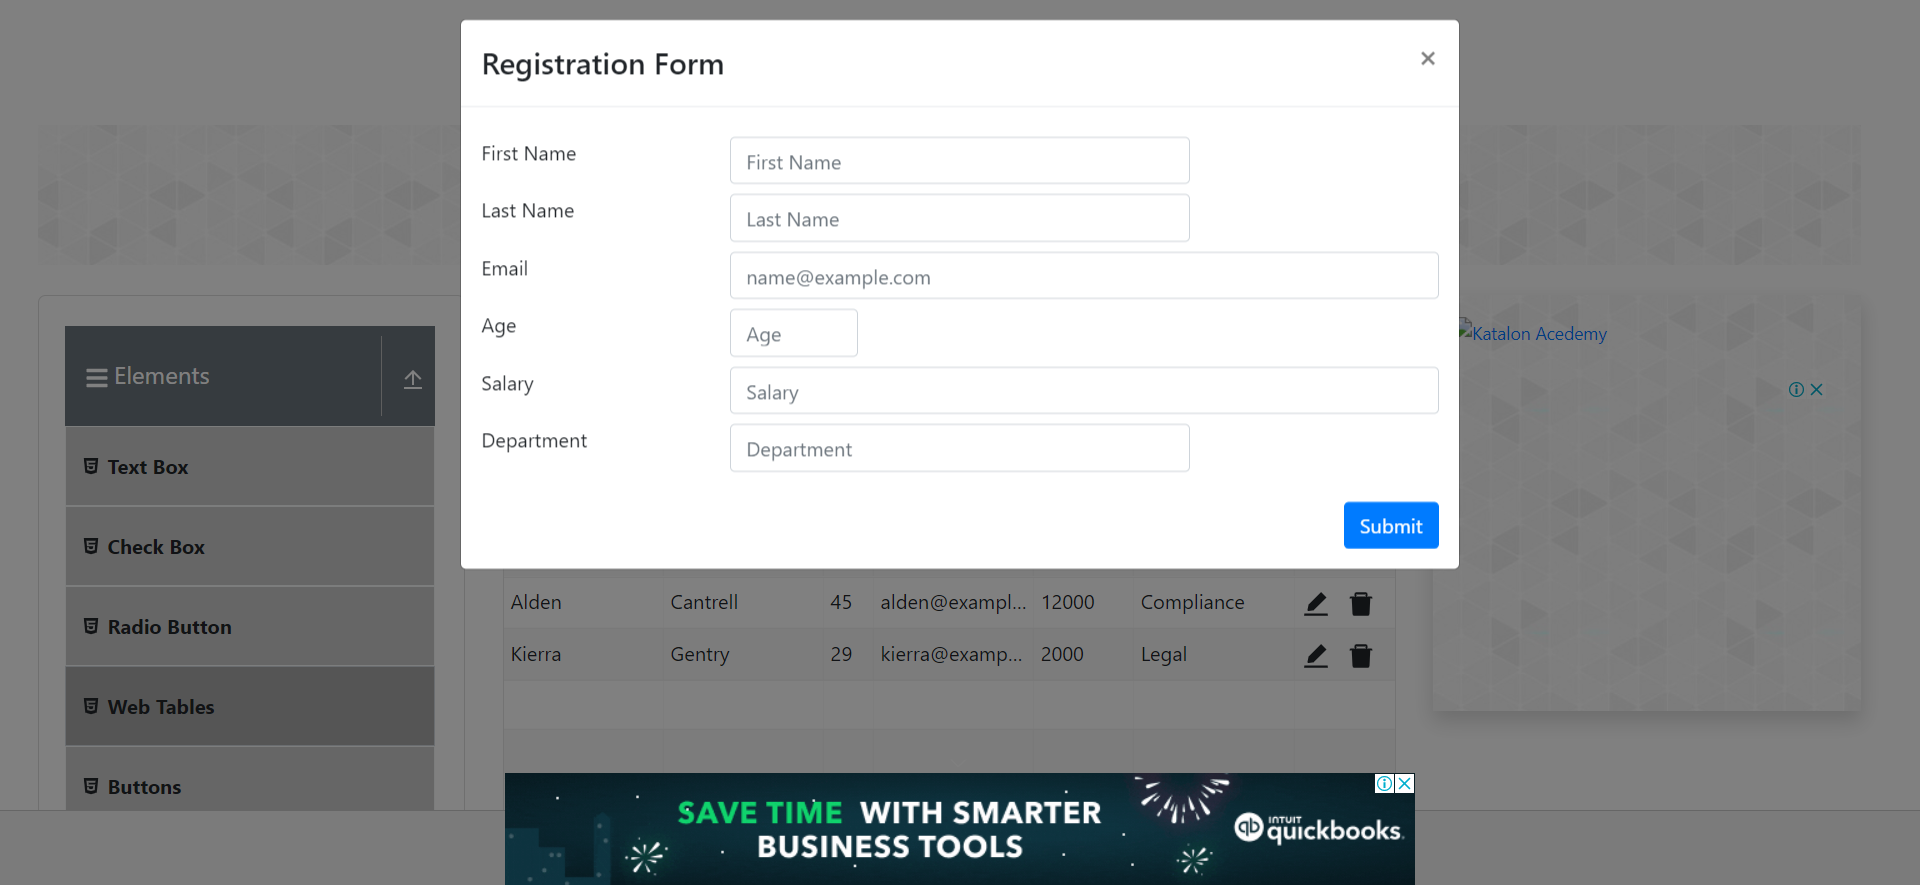 Registration Form
×
First Name
First Name
Last Name
Last Name
Email
name@example.com
Age
Age
Salary
Salary
Department
Department
Submit
Elements
Text Box
Check Box
Radio Button
Web Tables
Buttons
Alden Cantrell 45 alden@exampl... 12000 Compliance
Kierra Gentry 29 kierra@examp... 2000 Legal
Katalon Acedemy
SAVE TIME WITH SMARTER
BUSINESS TOOLS
INTUIT
quickbooks.